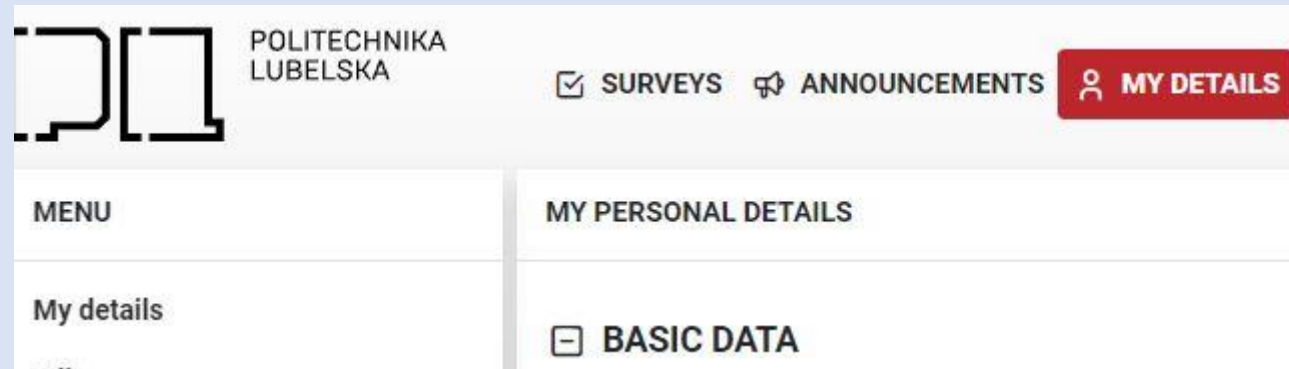 POLITECHNIKA
LUBELSKA
SURVEYS ANNOUNCEMENTS MY DETAILS
MENU
MY PERSONAL DETAILS
My details
BASIC DATA